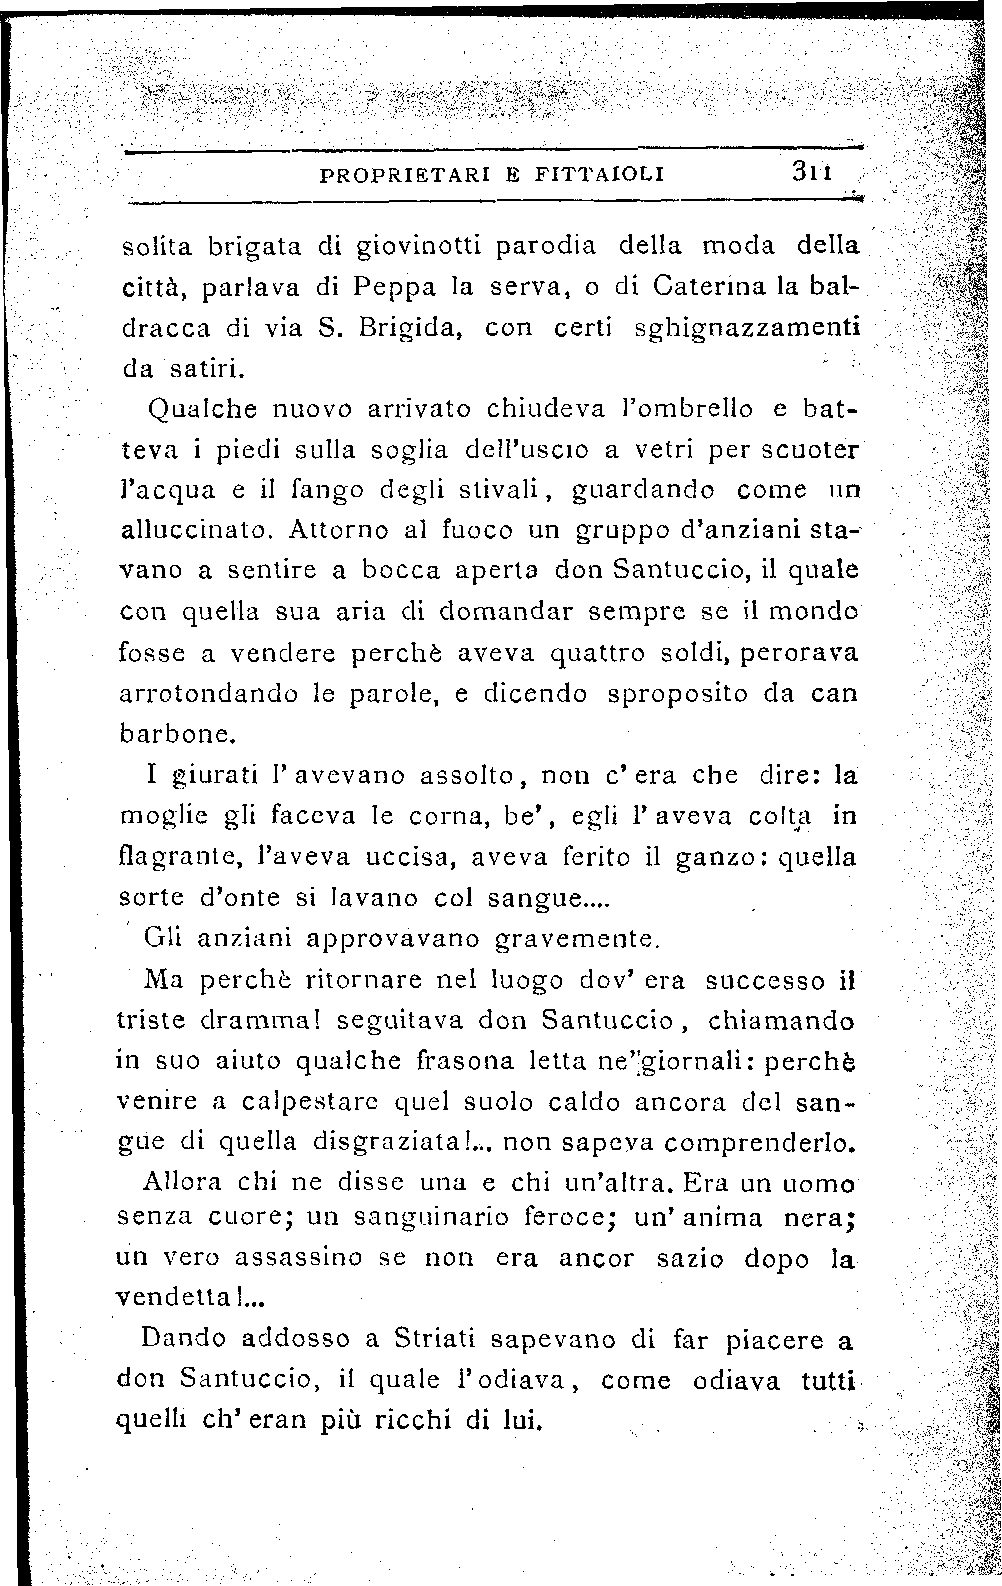 PROPRIETARI E FITTAIOLI 311
solita brigata di giovinotti parodia della moda della
città, parlava di Peppa la serva, o di Caterina la bal-
dracca di via S. Brigida, con certi sghignazzamenti
da satiri.
Qualche nuovo arrivato chiudeva l'ombrello e bat-
teva i piedi sulla soglia dell'uscio a vetri per scuoter
l'acqua e il fango degli stivali, guardando come un
alluccinato. Attorno al fuoco un gruppo d'anziani sta-
vano a sentire a bocca aperta don Santuccio, il quale
con quella sua aria di domandar sempre se il mondo
fosse a vendere perchè aveva quattro soldi, perorava
arrotondando le parole, e dicendo sproposito da can
barbone.
I giurati l'avevano assolto, non c'era che dire: la
moglie gli faceva le corna, be', egli l'aveva colta in
flagrante, l'aveva uccisa, aveva ferito il ganzo: quella
sorte d'onte si lavano col sangue....
Gli anziani approvavano gravemente.
Ma perchè ritornare nel luogo dov'era successo il
triste dramma! seguitava don Santuccio, chiamando
in suo aiuto qualche frasona letta ne' giornali: perchè
venire a calpestare quel suolo caldo ancora del san-
gue di quella disgraziata!... non sapeva comprenderlo.
Allora chi ne disse una e chi un'altra. Era un uomo
senza cuore; un sanguinario feroce; un'anima nera;
un vero assassino se non era ancor sazio dopo la
vendetta!...
Dando addosso a Striati sapevano di far piacere a
don Santuccio, il quale l'odiava, come odiava tutti
quelli ch'eran più ricchi di lui.